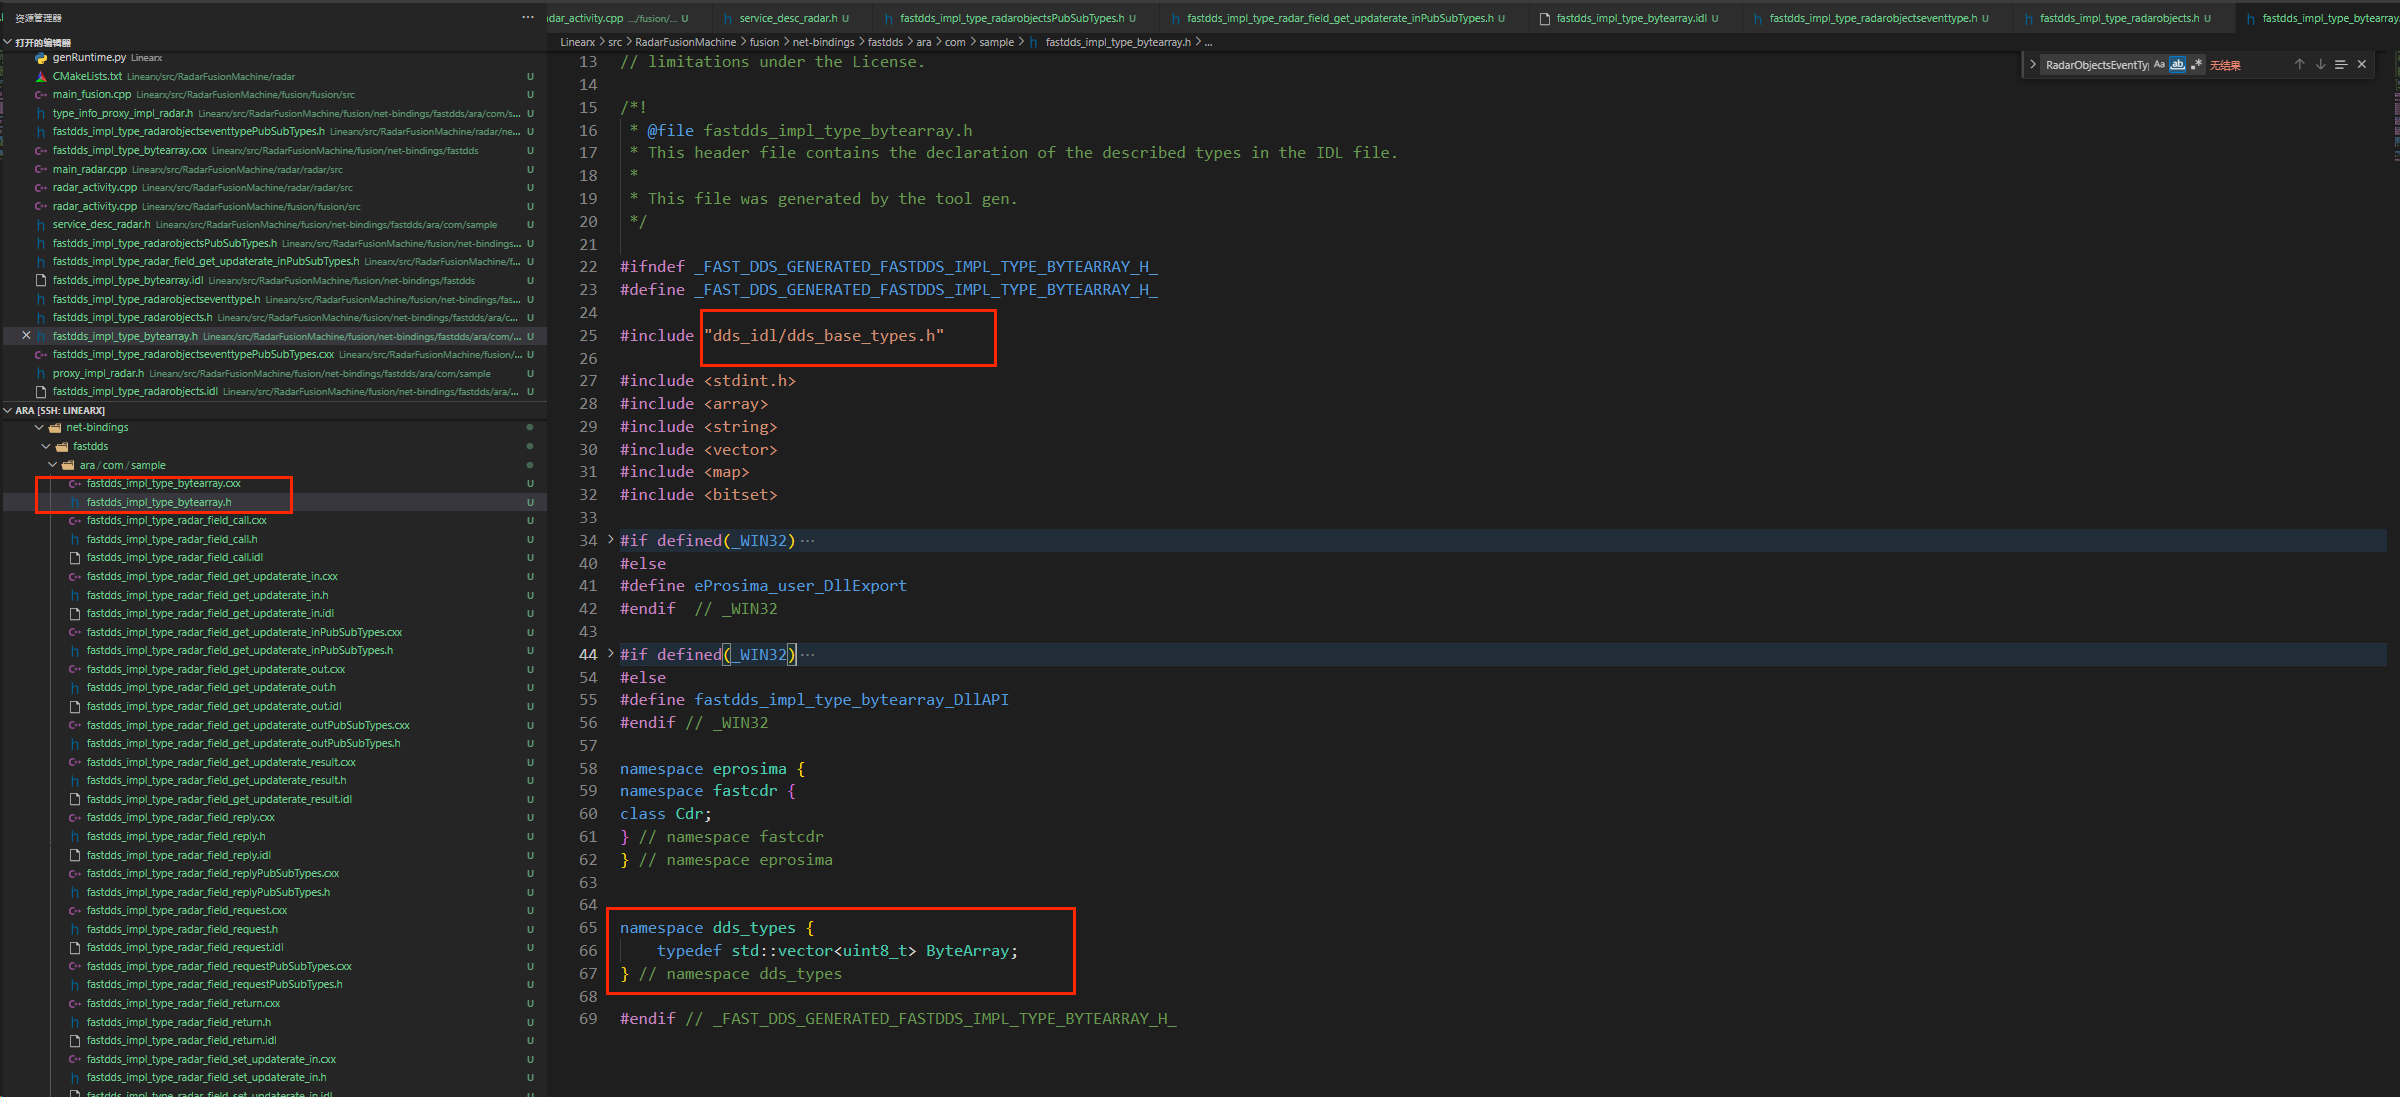 资源管理器
打开的编辑器
genRuntime.py Linearx
CMakeLists.txt Linearx/src/RadarFusionMachine/radar U
main_fusion.cpp Linearx/src/RadarFusionMachine/fusion/fusion/src U
type_info_proxy_impl_radar.h Linearx/src/RadarFusionMachine/fusion/net-bindings/fastdds/ara/com/s... U
fastdds_impl_type_radarobjectseventtypePubSubTypes.h Linearx/src/RadarFusionMachine/radar/ne... U
fastdds_impl_type_bytearray.cxx Linearx/src/RadarFusionMachine/fusion/net-bindings/fastdds U
main_radar.cpp Linearx/src/RadarFusionMachine/radar/radar/src U
radar_activity.cpp Linearx/src/RadarFusionMachine/radar/radar/src U
radar_activity.cpp Linearx/src/RadarFusionMachine/fusion/fusion/src U
service_desc_radar.h Linearx/src/RadarFusionMachine/fusion/net-bindings/fastdds/ara/com/sample U
fastdds_impl_type_radarobjectsPubSubTypes.h Linearx/src/RadarFusionMachine/fusion/net-bindings... U
fastdds_impl_type_radar_field_get_updaterate_inPubSubTypes.h Linearx/src/RadarFusionMachine/f... U
fastdds_impl_type_bytearray.idl Linearx/src/RadarFusionMachine/fusion/net-bindings/fastdds U
fastdds_impl_type_radarobjectseventtype.h Linearx/src/RadarFusionMachine/fusion/net-bindings/fas... U
fastdds_impl_type_radarobjects.h Linearx/src/RadarFusionMachine/fusion/net-bindings/fastdds/ara/c... U
fastdds_impl_type_bytearray.h Linearx/src/RadarFusionMachine/fusion/net-bindings/fastdds/ara/com/... U
fastdds_impl_type_radarobjectseventtypePubSubTypes.cxx Linearx/src/RadarFusionMachine/fusion/... U
proxy_impl_radar.h Linearx/src/RadarFusionMachine/fusion/net-bindings/fastdds/ara/com/sample U
fastdds_impl_type_radarobjects.idl Linearx/src/RadarFusionMachine/fusion/net-bindings/fastdds/ara/... U
ARA [SSH: LINEARX]
net-bindings
fastdds
ara / com / sample
fastdds_impl_type_bytearray.cxx U
fastdds_impl_type_bytearray.h U
fastdds_impl_type_radar_field_call.cxx U
fastdds_impl_type_radar_field_call.h U
fastdds_impl_type_radar_field_call.idl U
fastdds_impl_type_radar_field_get_updaterate_in.cxx U
fastdds_impl_type_radar_field_get_updaterate_in.h U
fastdds_impl_type_radar_field_get_updaterate_in.idl U
fastdds_impl_type_radar_field_get_updaterate_inPubSubTypes.cxx U
fastdds_impl_type_radar_field_get_updaterate_inPubSubTypes.h U
fastdds_impl_type_radar_field_get_updaterate_out.cxx U
fastdds_impl_type_radar_field_get_updaterate_out.h U
fastdds_impl_type_radar_field_get_updaterate_out.idl U
fastdds_impl_type_radar_field_get_updaterate_outPubSubTypes.cxx U
fastdds_impl_type_radar_field_get_updaterate_outPubSubTypes.h U
fastdds_impl_type_radar_field_get_updaterate_result.cxx U
fastdds_impl_type_radar_field_get_updaterate_result.h U
fastdds_impl_type_radar_field_get_updaterate_result.idl U
fastdds_impl_type_radar_field_reply.cxx U
fastdds_impl_type_radar_field_reply.h U
fastdds_impl_type_radar_field_reply.idl U
fastdds_impl_type_radar_field_replyPubSubTypes.cxx U
fastdds_impl_type_radar_field_replyPubSubTypes.h U
fastdds_impl_type_radar_field_request.cxx U
fastdds_impl_type_radar_field_request.h U
fastdds_impl_type_radar_field_request.idl U
fastdds_impl_type_radar_field_requestPubSubTypes.cxx U
fastdds_impl_type_radar_field_requestPubSubTypes.h U
fastdds_impl_type_radar_field_return.cxx U
fastdds_impl_type_radar_field_return.h U
fastdds_impl_type_radar_field_return.idl U
fastdds_impl_type_radar_field_set_updaterate_in.cxx U
fastdds_impl_type_radar_field_set_updaterate_in.h U
fastdds_impl_type_radar_field_set_updaterate_in.idl U
dar_activity.cpp .../fusion/... U service_desc_radar.h U fastdds_impl_type_radarobjectsPubSubTypes.h U fastdds_impl_type_radar_field_get_updaterate_inPubSubTypes.h U fastdds_impl_type_bytearray.idl U fastdds_impl_type_radarobjectseventtype.h U fastdds_impl_type_radarobjects.h U fastdds_impl_type_bytearray.
Linearx > src > RadarFusionMachine > fusion > net-bindings > fastdds > ara > com > sample > fastdds_impl_type_bytearray.h > ...
RadarObjectsEventTyp Aa ab .* 无结果
13 // limitations under the License.
14
15 /*!
16 * @file fastdds_impl_type_bytearray.h
17 * This header file contains the declaration of the described types in the IDL file.
18 *
19 * This file was generated by the tool gen.
20 */
21
22 #ifndef _FAST_DDS_GENERATED_FASTDDS_IMPL_TYPE_BYTEARRAY_H_
23 #define _FAST_DDS_GENERATED_FASTDDS_IMPL_TYPE_BYTEARRAY_H_
24
25 #include "dds_idl/dds_base_types.h"
26
27 #include <stdint.h>
28 #include <array>
29 #include <string>
30 #include <vector>
31 #include <map>
32 #include <bitset>
33
34 #if defined(_WIN32) ...
40 #else
41 #define eProsima_user_DllExport
42 #endif // _WIN32
43
44 #if defined(_WIN32) ...
54 #else
55 #define fastdds_impl_type_bytearray_DllAPI
56 #endif // _WIN32
57
58 namespace eprosima {
59 namespace fastcdr {
60 class Cdr;
61 } // namespace fastcdr
62 } // namespace eprosima
63
64
65 namespace dds_types {
66 typedef std::vector<uint8_t> ByteArray;
67 } // namespace dds_types
68
69 #endif // _FAST_DDS_GENERATED_FASTDDS_IMPL_TYPE_BYTEARRAY_H_